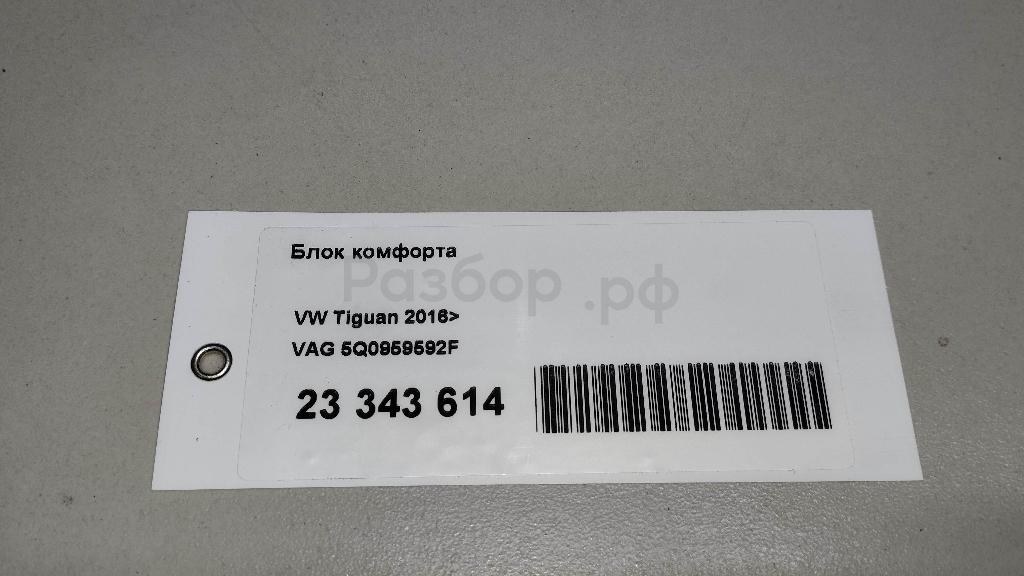 Блок комфорта
Разбор.рф
VW Tiguan 2016>
VAG 5Q0959592F
23 343 614